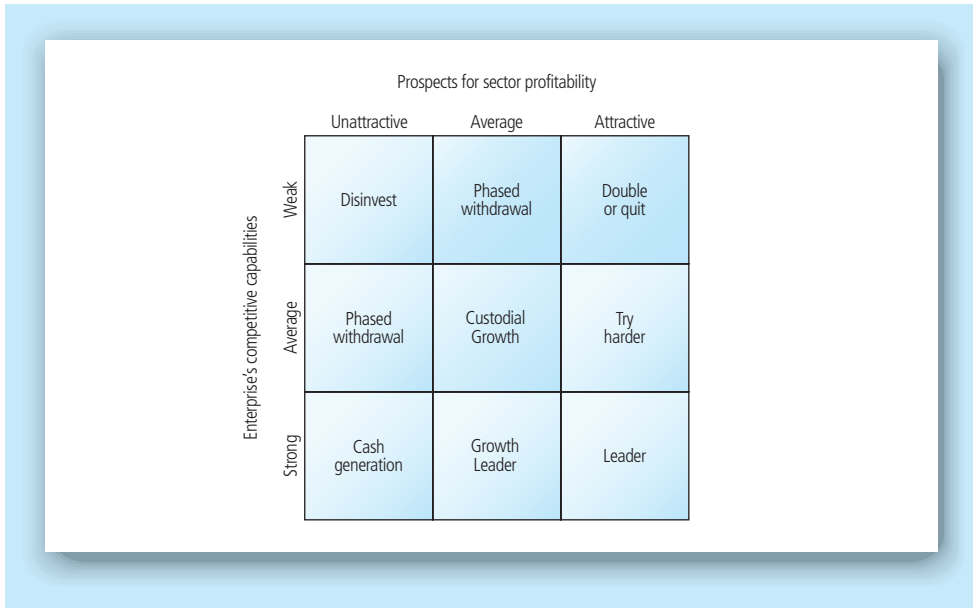 Prospects for sector profitability
Unattractive
Average
Attractive
Enterprise's competitive capabilities
Weak
Disinvest
Phased
withdrawal
Double
or quit
Average
Phased
withdrawal
Custodial
Growth
Try
harder
Strong
Cash
generation
Growth
Leader
Leader